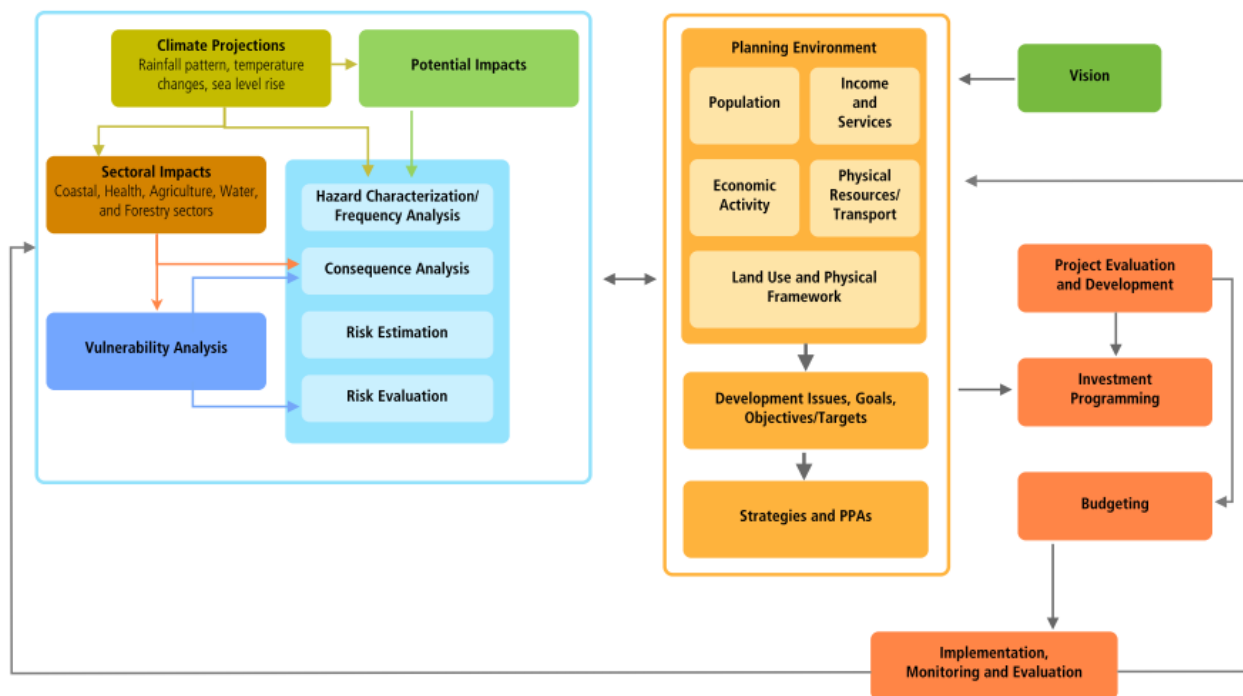 Climate Projections
Rainfall pattern, temperature
changes, sea level rise
Potential Impacts
Sectoral Impacts
Coastal, Health, Agriculture, Water,
and Forestry sectors
Hazard Characterization/
Frequency Analysis
Consequence Analysis
Vulnerability Analysis
Risk Estimation
Risk Evaluation
Planning Environment
Population
Income
and
Services
Economic
Activity
Physical
Resources/
Transport
Land Use and Physical
Framework
Development Issues, Goals,
Objectives/Targets
Strategies and PPAs
Vision
Project Evaluation
and Development
Investment
Programming
Budgeting
Implementation,
Monitoring and Evaluation